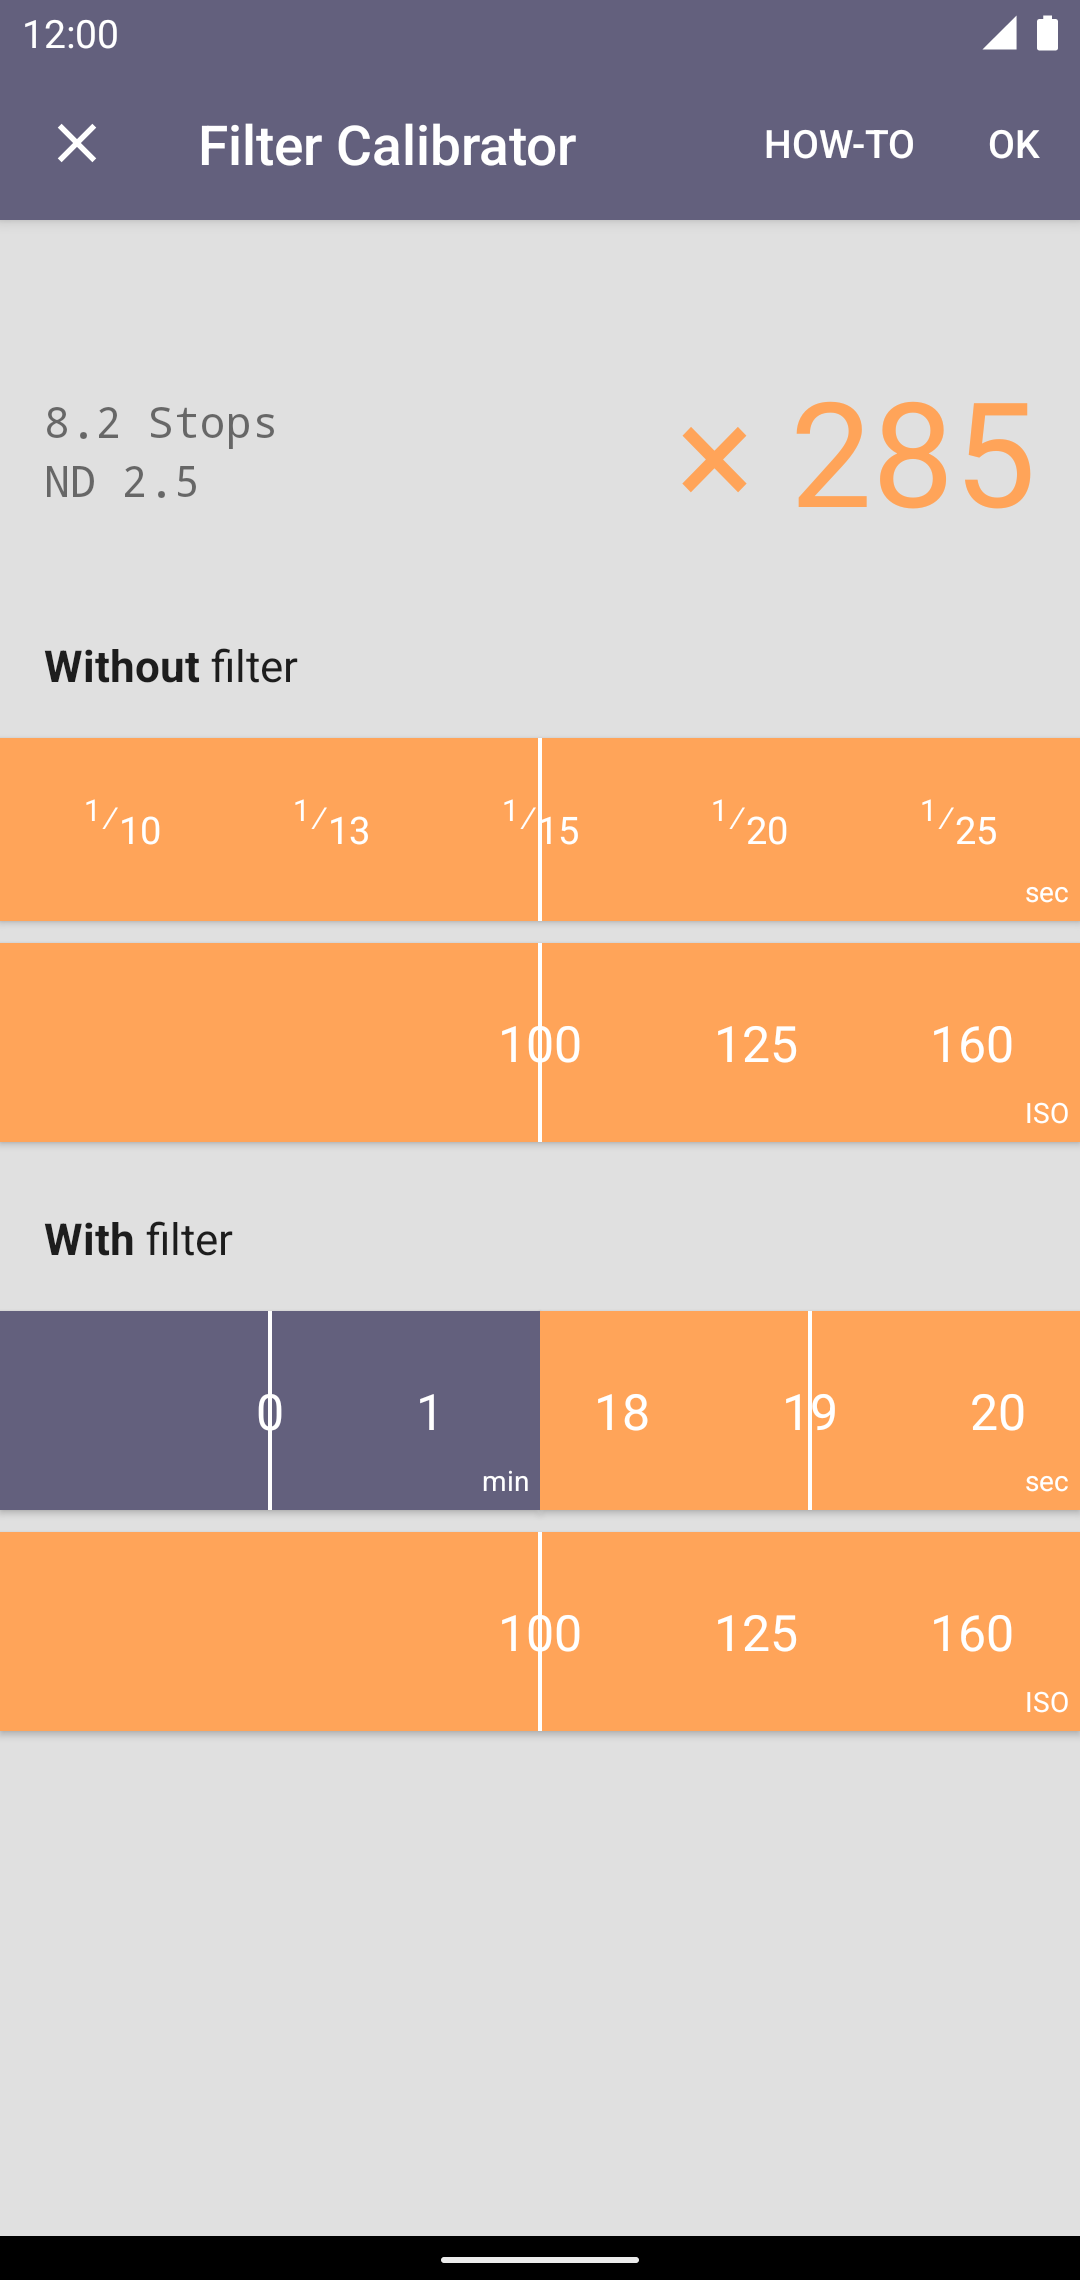 12:00
Filter Calibrator HOW-TO OK
8.2 Stops
ND 2.5
× 285
Without filter
1/10 1/13 1/15 1/20 1/25
sec
100 125 160
ISO
With filter
0 1 18 19 20
min sec
100 125 160
ISO